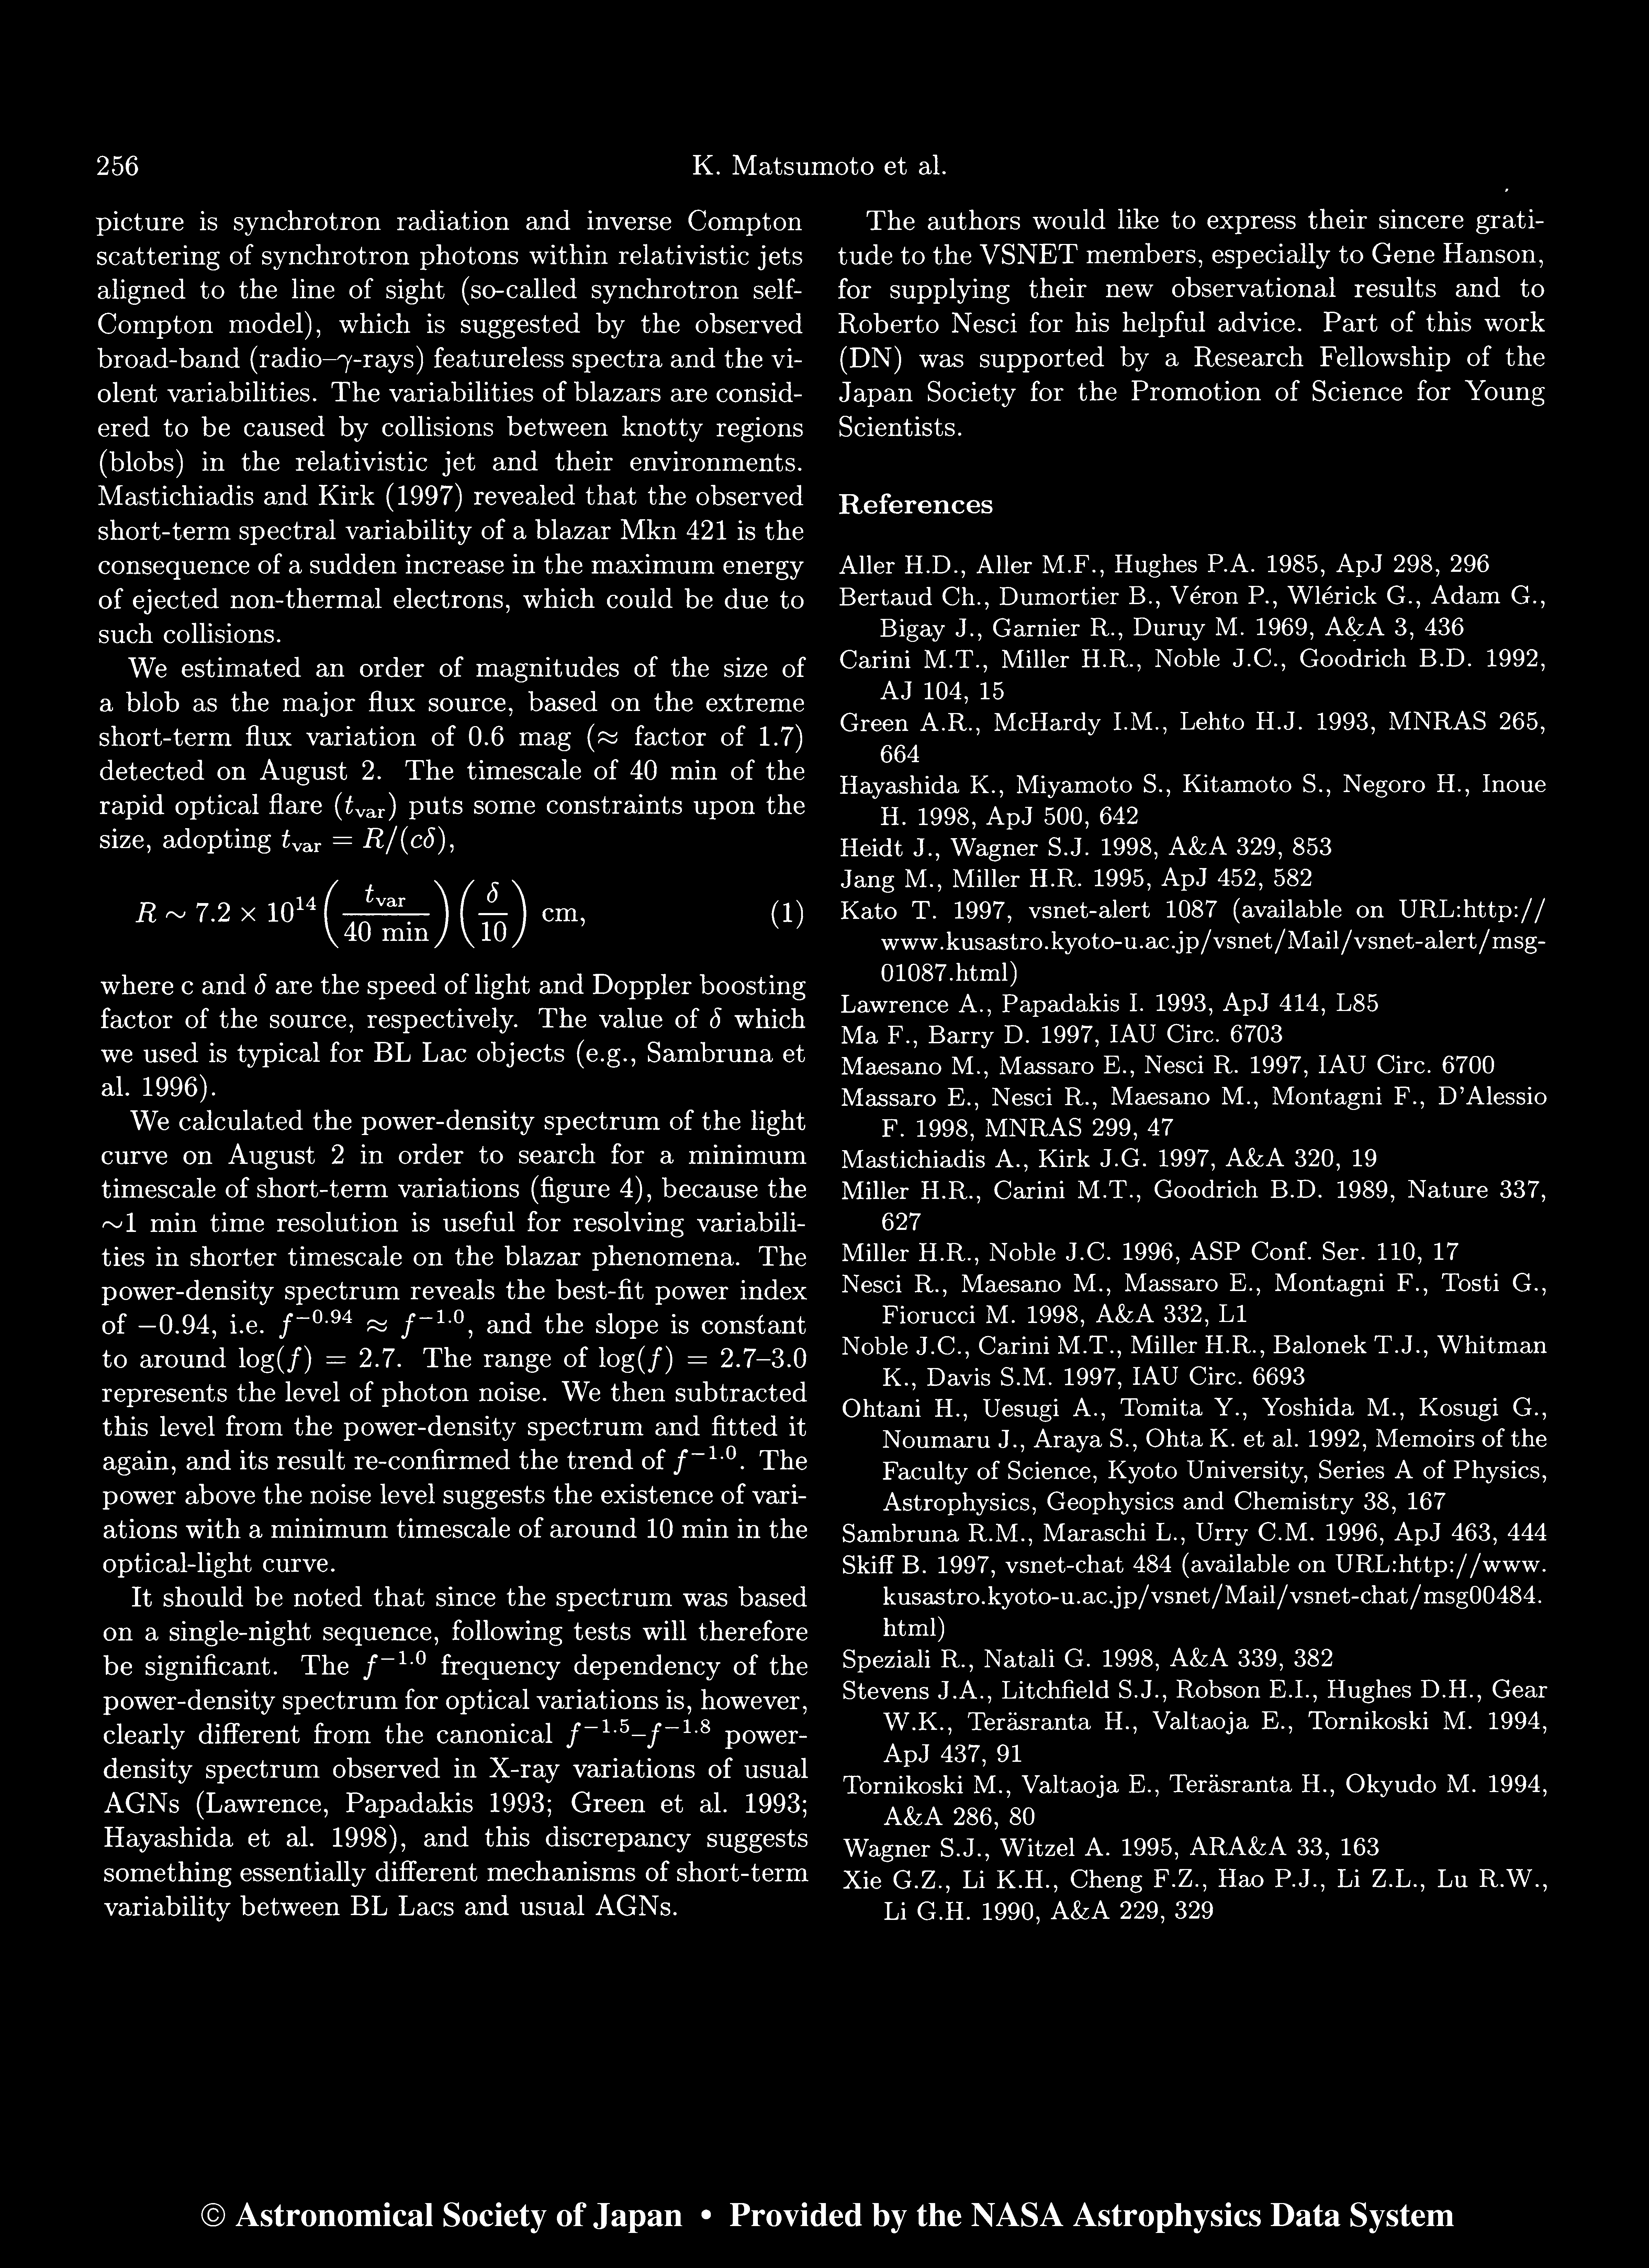 256
K. Matsumoto et al.
picture is synchrotron radiation and inverse Compton
scattering of synchrotron photons within relativistic jets
aligned to the line of sight (so-called synchrotron self-
Compton model), which is suggested by the observed
broad-band (radio–γ-rays) featureless spectra and the vi-
olent variabilities. The variabilities of blazars are consid-
ered to be caused by collisions between knotty regions
(blobs) in the relativistic jet and their environments.
Mastichiadis and Kirk (1997) revealed that the observed
short-term spectral variability of a blazar Mkn 421 is the
consequence of a sudden increase in the maximum energy
of ejected non-thermal electrons, which could be due to
such collisions.
We estimated an order of magnitudes of the size of
a blob as the major flux source, based on the extreme
short-term flux variation of 0.6 mag (≈ factor of 1.7)
detected on August 2. The timescale of 40 min of the
rapid optical flare (t_var) puts some constraints upon the
size, adopting t_var = R/(cδ),
R ~ 7.2 × 10^14 (t_var / 40 min) (δ / 10) cm, (1)
where c and δ are the speed of light and Doppler boosting
factor of the source, respectively. The value of δ which
we used is typical for BL Lac objects (e.g., Sambruna et
al. 1996).
We calculated the power-density spectrum of the light
curve on August 2 in order to search for a minimum
timescale of short-term variations (figure 4), because the
~1 min time resolution is useful for resolving variabili-
ties in shorter timescale on the blazar phenomena. The
power-density spectrum reveals the best-fit power index
of −0.94, i.e. f^−0.94 ≈ f^−1.0, and the slope is constant
to around log(f) = 2.7. The range of log(f) = 2.7–3.0
represents the level of photon noise. We then subtracted
this level from the power-density spectrum and fitted it
again, and its result re-confirmed the trend of f^−1.0. The
power above the noise level suggests the existence of vari-
ations with a minimum timescale of around 10 min in the
optical-light curve.
It should be noted that since the spectrum was based
on a single-night sequence, following tests will therefore
be significant. The f^−1.0 frequency dependency of the
power-density spectrum for optical variations is, however,
clearly different from the canonical f^−1.5–f^−1.8 power-
density spectrum observed in X-ray variations of usual
AGNs (Lawrence, Papadakis 1993; Green et al. 1993;
Hayashida et al. 1998), and this discrepancy suggests
something essentially different mechanisms of short-term
variability between BL Lacs and usual AGNs.
The authors would like to express their sincere grati-
tude to the VSNET members, especially to Gene Hanson,
for supplying their new observational results and to
Roberto Nesci for his helpful advice. Part of this work
(DN) was supported by a Research Fellowship of the
Japan Society for the Promotion of Science for Young
Scientists.
References
Aller H.D., Aller M.F., Hughes P.A. 1985, ApJ 298, 296
Bertaud Ch., Dumortier B., Véron P., Wlérick G., Adam G.,
Bigay J., Garnier R., Duruy M. 1969, A&A 3, 436
Carini M.T., Miller H.R., Noble J.C., Goodrich B.D. 1992,
AJ 104, 15
Green A.R., McHardy I.M., Lehto H.J. 1993, MNRAS 265,
664
Hayashida K., Miyamoto S., Kitamoto S., Negoro H., Inoue
H. 1998, ApJ 500, 642
Heidt J., Wagner S.J. 1998, A&A 329, 853
Jang M., Miller H.R. 1995, ApJ 452, 582
Kato T. 1997, vsnet-alert 1087 (available on URL:http://
www.kusastro.kyoto-u.ac.jp/vsnet/Mail/vsnet-alert/msg-
01087.html)
Lawrence A., Papadakis I. 1993, ApJ 414, L85
Ma F., Barry D. 1997, IAU Circ. 6703
Maesano M., Massaro E., Nesci R. 1997, IAU Circ. 6700
Massaro E., Nesci R., Maesano M., Montagni F., D'Alessio
F. 1998, MNRAS 299, 47
Mastichiadis A., Kirk J.G. 1997, A&A 320, 19
Miller H.R., Carini M.T., Goodrich B.D. 1989, Nature 337,
627
Miller H.R., Noble J.C. 1996, ASP Conf. Ser. 110, 17
Nesci R., Maesano M., Massaro E., Montagni F., Tosti G.,
Fiorucci M. 1998, A&A 332, L1
Noble J.C., Carini M.T., Miller H.R., Balonek T.J., Whitman
K., Davis S.M. 1997, IAU Circ. 6693
Ohtani H., Uesugi A., Tomita Y., Yoshida M., Kosugi G.,
Noumaru J., Araya S., Ohta K. et al. 1992, Memoirs of the
Faculty of Science, Kyoto University, Series A of Physics,
Astrophysics, Geophysics and Chemistry 38, 167
Sambruna R.M., Maraschi L., Urry C.M. 1996, ApJ 463, 444
Skiff B. 1997, vsnet-chat 484 (available on URL:http://www.
kusastro.kyoto-u.ac.jp/vsnet/Mail/vsnet-chat/msg00484.
html)
Speziali R., Natali G. 1998, A&A 339, 382
Stevens J.A., Litchfield S.J., Robson E.I., Hughes D.H., Gear
W.K., Teräsranta H., Valtaoja E., Tornikoski M. 1994,
ApJ 437, 91
Tornikoski M., Valtaoja E., Teräsranta H., Okyudo M. 1994,
A&A 286, 80
Wagner S.J., Witzel A. 1995, ARA&A 33, 163
Xie G.Z., Li K.H., Cheng F.Z., Hao P.J., Li Z.L., Lu R.W.,
Li G.H. 1990, A&A 229, 329
© Astronomical Society of Japan • Provided by the NASA Astrophysics Data System